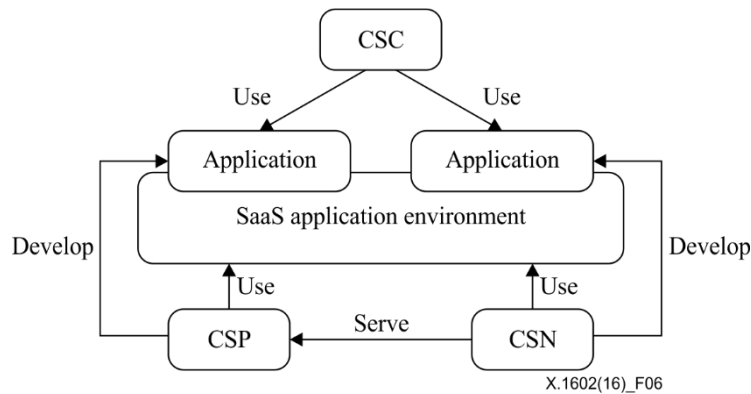 CSC
Use
Use
Application
Application
SaaS application environment
Develop
Develop
Use
Use
Serve
CSP
CSN
X.1602(16)_F06